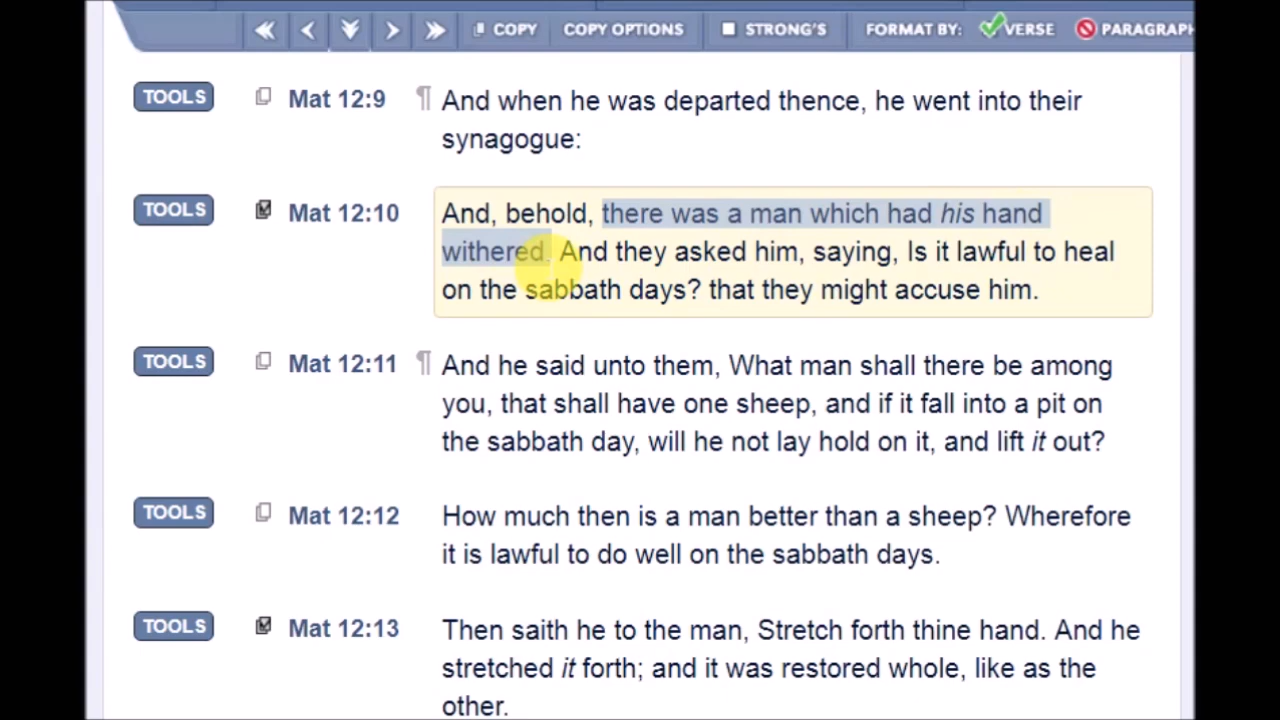 COPY COPY OPTIONS STRONG'S FORMAT BY: VERSE PARAGRAPH
TOOLS Mat 12:9 ¶ And when he was departed thence, he went into their
synagogue:
TOOLS Mat 12:10 And, behold, there was a man which had his hand
withered. And they asked him, saying, Is it lawful to heal
on the sabbath days? that they might accuse him.
TOOLS Mat 12:11 ¶ And he said unto them, What man shall there be among
you, that shall have one sheep, and if it fall into a pit on
the sabbath day, will he not lay hold on it, and lift it out?
TOOLS Mat 12:12 How much then is a man better than a sheep? Wherefore
it is lawful to do well on the sabbath days.
TOOLS Mat 12:13 Then saith he to the man, Stretch forth thine hand. And he
stretched it forth; and it was restored whole, like as the
other.